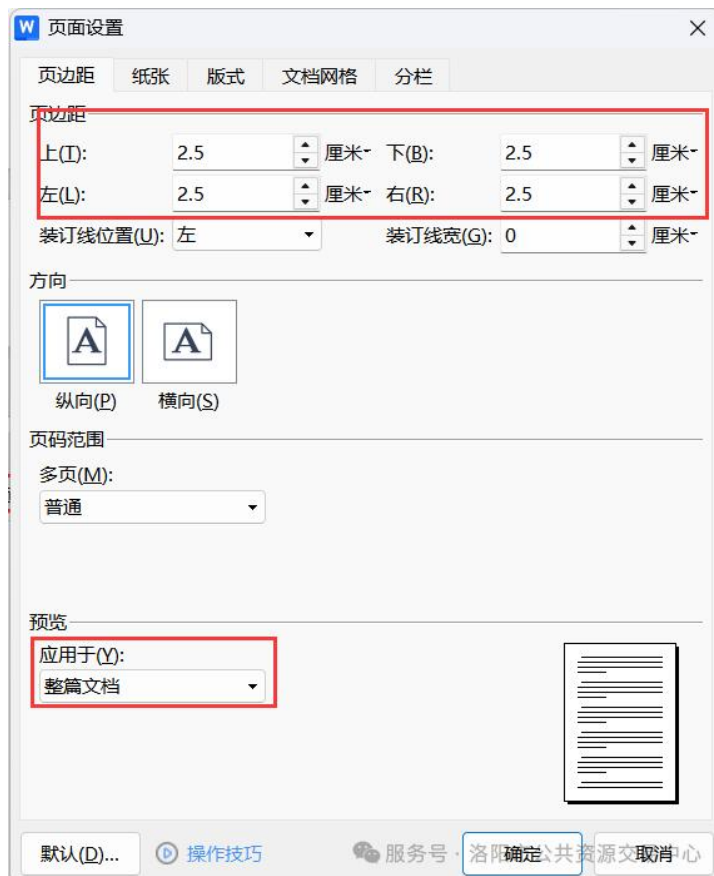 W 页面设置
页边距 纸张 版式 文档网格 分栏
页边距
上(T): 2.5 厘米 下(B): 2.5 厘米
左(L): 2.5 厘米 右(R): 2.5 厘米
装订线位置(U): 左 装订线宽(G): 0 厘米
方向
A A
纵向(P) 横向(S)
页码范围
多页(M):
普通
预览
应用于(Y):
整篇文档
默认(D)... 操作技巧 确定 取消
服务号 · 洛阳 公共资源交 中心